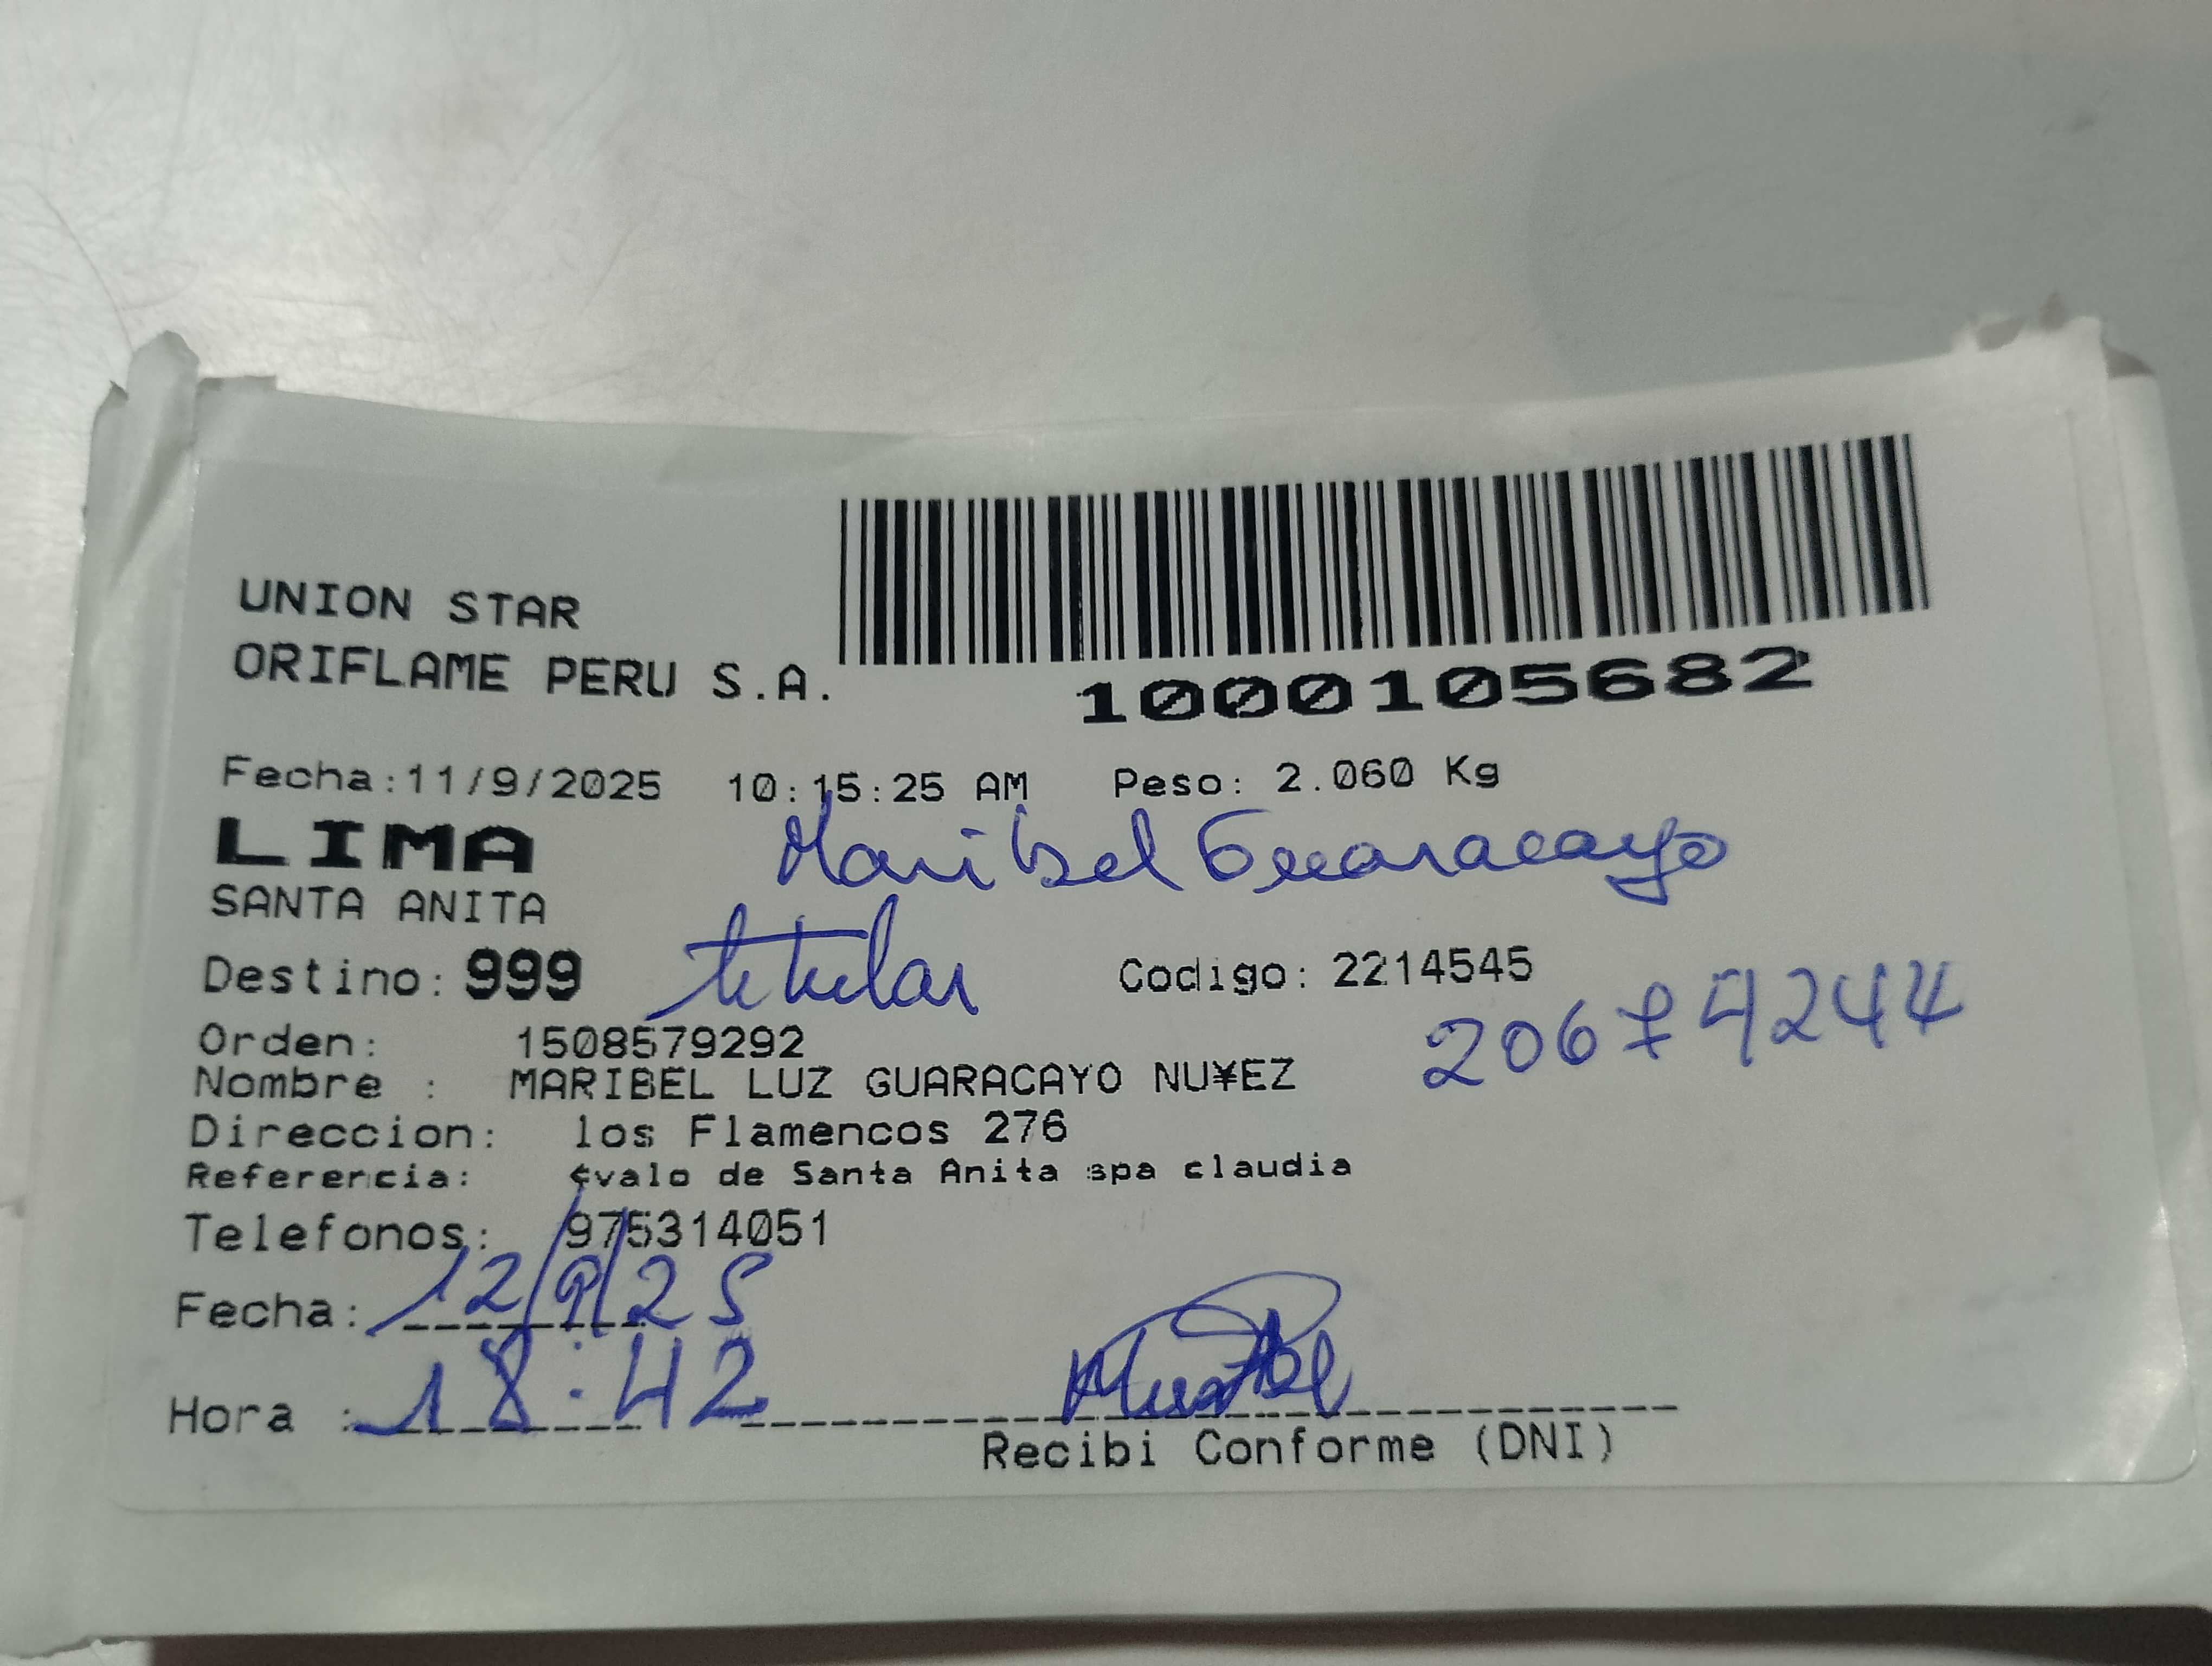 UNION STAR
ORIFLAME PERU S.A.
1000105682
Fecha:11/9/2025 10:15:25 AM Peso: 2.060 Kg
LIMA
Maribel Guaracayo
SANTA ANITA
Destino: 999 titular Codigo: 2214545
20674244
Orden: 1508579292
Nombre : MARIBEL LUZ GUARACAYO NU¥EZ
Direccion: los Flamencos 276
Referencia: ¢valo de Santa Anita spa claudia
Telefonos: 975314051
Fecha: 12/9/25
Hora : 18:42
Recibi Conforme (DNI)